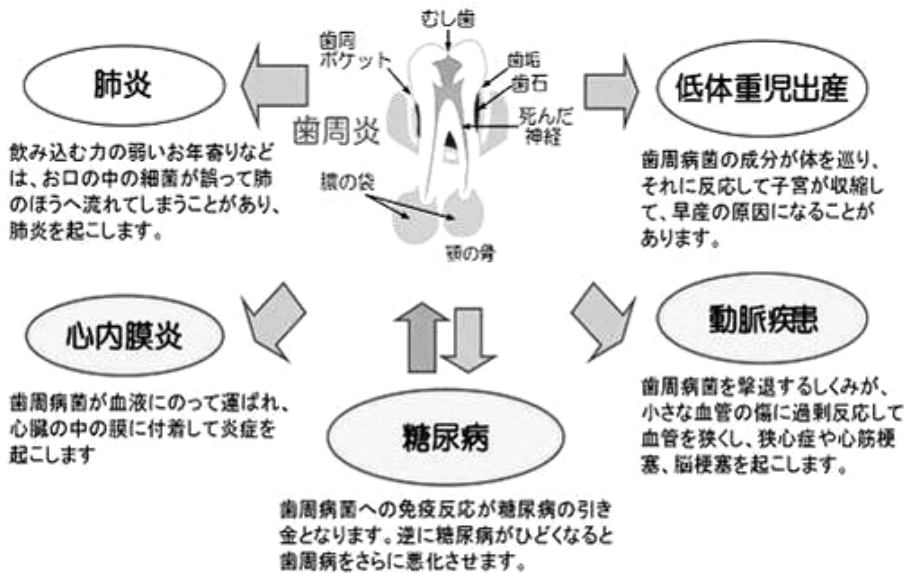 むし歯
歯周
ポケット
歯垢
歯石
死んだ
神経
歯周炎
膿の袋
顎の骨
肺炎
飲み込む力の弱いお年寄りなど
は、お口の中の細菌が誤って肺
のほうへ流れてしまうことがあり、
肺炎を起こします。
低体重児出産
歯周病菌の成分が体を巡り、
それに反応して子宮が収縮し
て、早産の原因になることが
あります。
心内膜炎
歯周病菌が血液にのって運ばれ、
心臓の中の膜に付着して炎症を
起こします
動脈疾患
歯周病菌を撃退するしくみが、
小さな血管の傷に過剰反応して
血管を狭くし、狭心症や心筋梗
塞、脳梗塞を起こします。
糖尿病
歯周病菌への免疫反応が糖尿病の引き
金となります。逆に糖尿病がひどくなると
歯周病をさらに悪化させます。